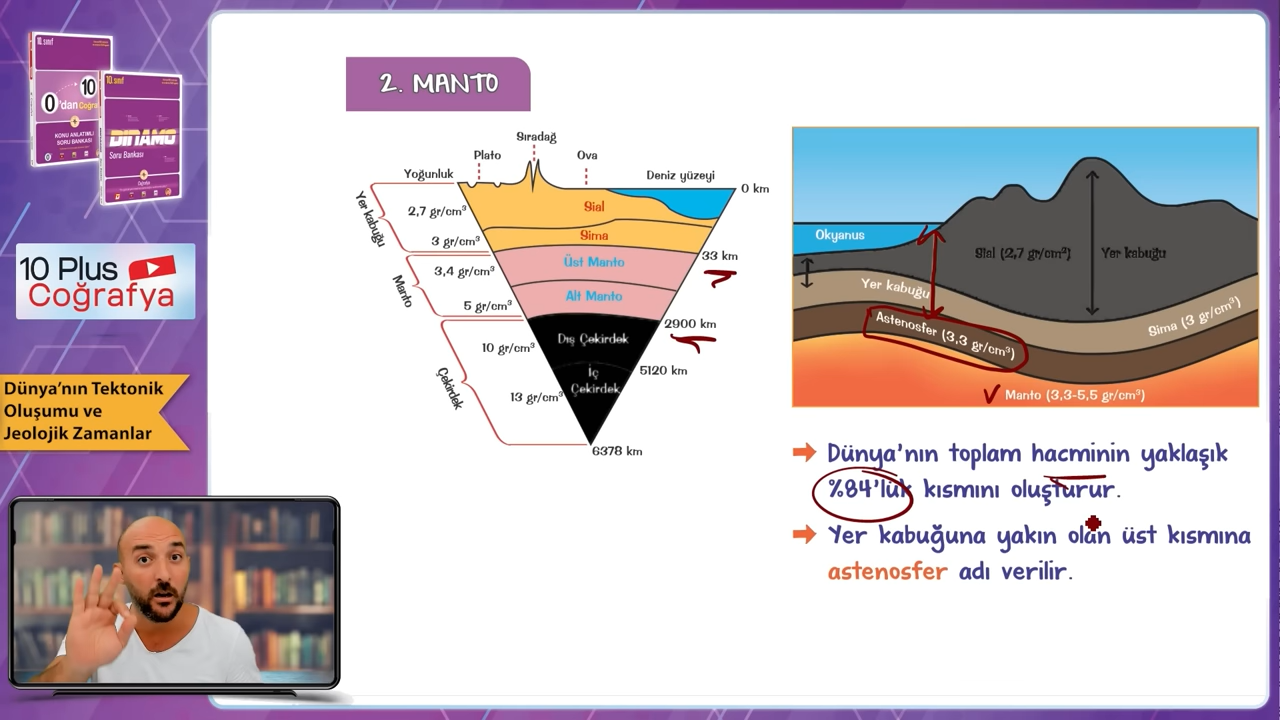 10.sınıf
0'dan 10
Coğra
KONU ANLATIMLI
SORU BANKASI
10.sınıf
DİNAMO
Soru Bankası
Coğrafya
10 Plus
Coğrafya
Dünya'nın Tektonik
Oluşumu ve
Jeolojik Zamanlar
2. MANTO
Sıradağ
Plato
Ova
Yoğunluk
Deniz yüzeyi
0 km
Yer kabuğu
2,7 gr/cm³
Sial
3 gr/cm³
Sima
33 km
Manto
3,4 gr/cm³
Üst Manto
5 gr/cm³
Alt Manto
2900 km
Çekirdek
10 gr/cm³
Dış Çekirdek
5120 km
İç
Çekirdek
13 gr/cm³
6378 km
Okyanus
Sial (2,7 gr/cm³)
Yer kabuğu
Yer kabuğu
Sima (3 gr/cm³)
Astenosfer (3,3 gr/cm³)
Manto (3,3-5,5 gr/cm³)
Dünya'nın toplam hacminin yaklaşık
%84'lük kısmını oluşturur.
Yer kabuğuna yakın olan üst kısmına
astenosfer adı verilir.